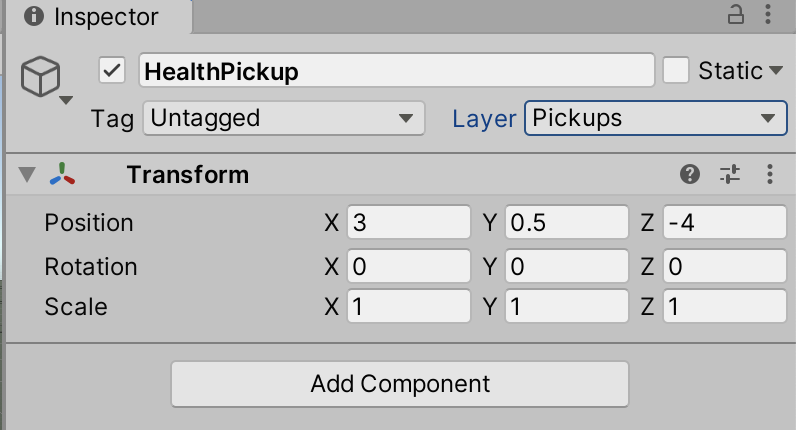 Inspector
HealthPickup Static
Tag Untagged Layer Pickups
Transform
Position X 3 Y 0.5 Z -4
Rotation X 0 Y 0 Z 0
Scale X 1 Y 1 Z 1
Add Component